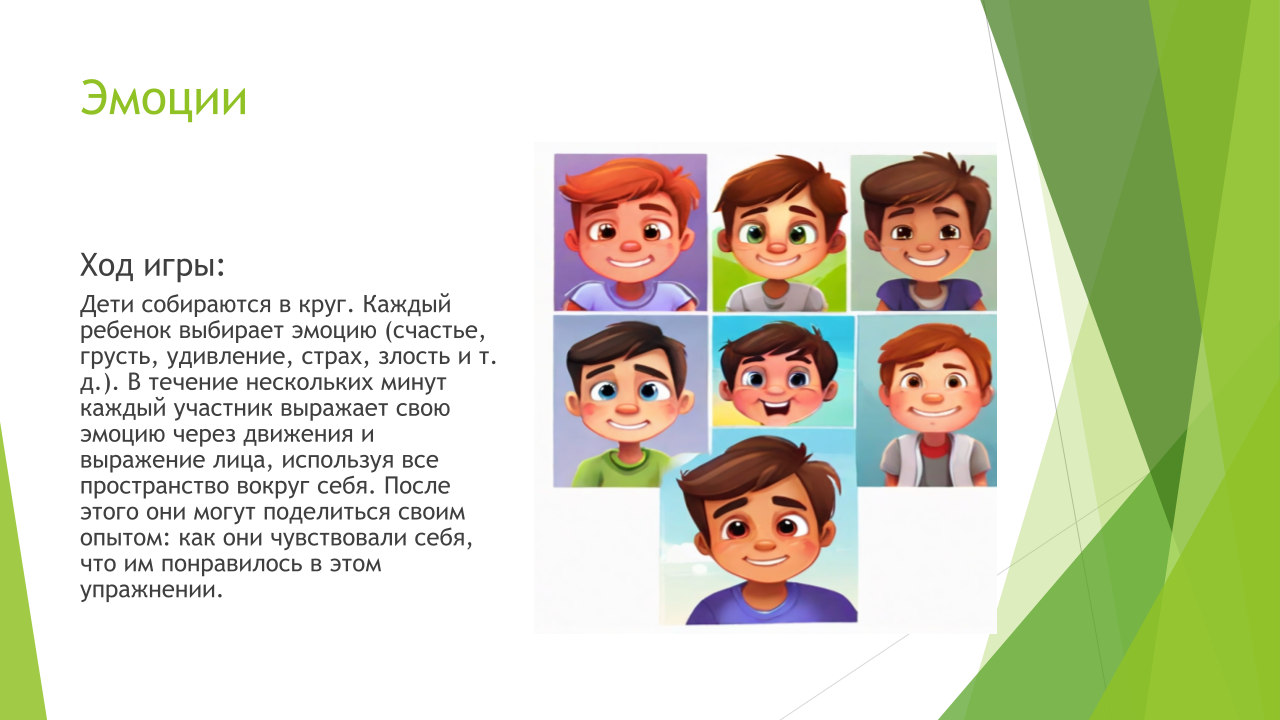 Эмоции
Ход игры:
Дети собираются в круг. Каждый
ребенок выбирает эмоцию (счастье,
грусть, удивление, страх, злость и т.
д.). В течение нескольких минут
каждый участник выражает свою
эмоцию через движения и
выражение лица, используя все
пространство вокруг себя. После
этого они могут поделиться своим
опытом: как они чувствовали себя,
что им понравилось в этом
упражнении.